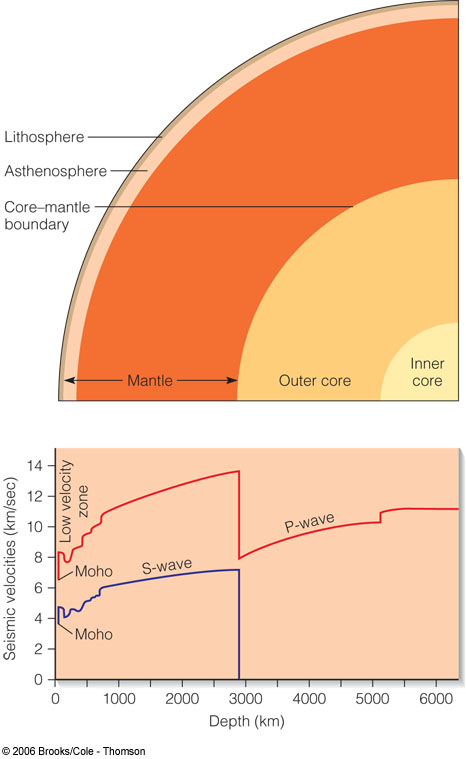 Lithosphere
Asthenosphere
Core–mantle
boundary
Mantle
Outer core
Inner
core
Seismic velocities (km/sec)
14
12
10
8
6
4
2
0
Low velocity
zone
Moho
Moho
S-wave
P-wave
0
1000
2000
3000
4000
5000
6000
Depth (km)
© 2006 Brooks/Cole - Thomson